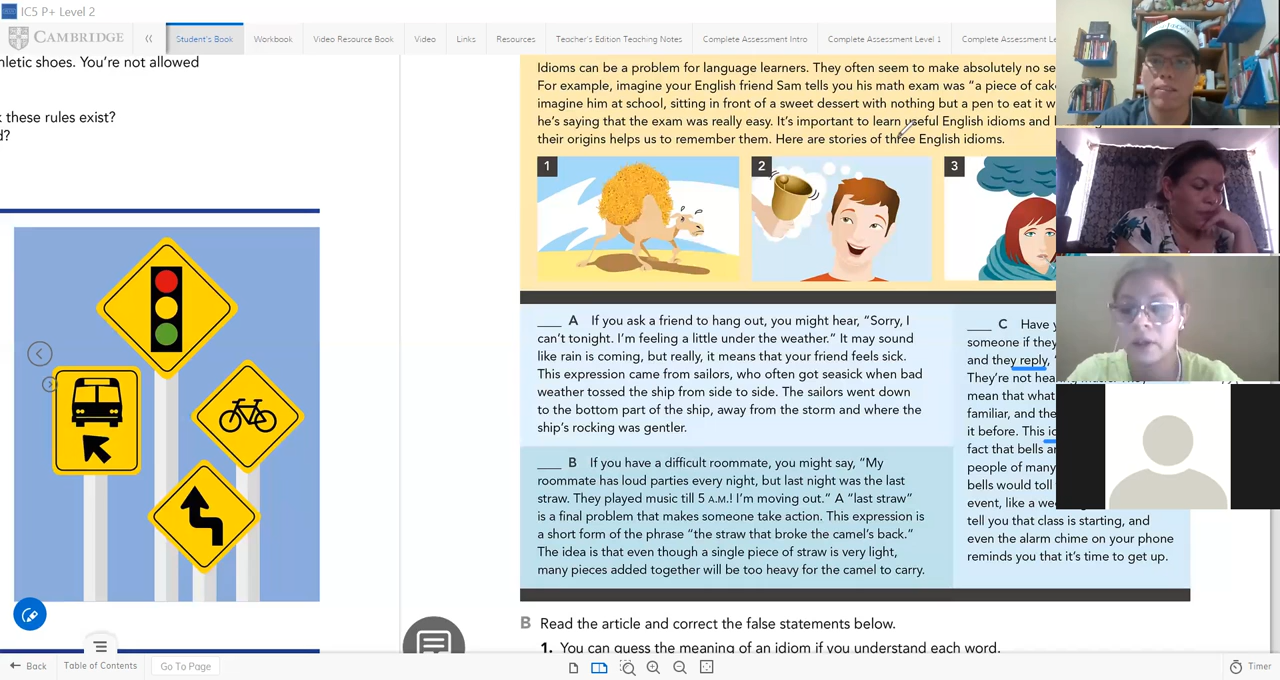 IC5 P+ Level 2
CAMBRIDGE
Student's Book
Workbook
Video Resource Book
Video
Links
Resources
Teacher's Edition Teaching Notes
Complete Assessment Intro
Complete Assessment Level 1
Complete Assessment
hletic shoes. You're not allowed
these rules exist?
Idioms can be a problem for language learners. They often seem to make absolutely no
For example, imagine your English friend Sam tells you his math exam was "a piece of
imagine him at school, sitting in front of a sweet dessert with nothing but a pen to eat it
he's saying that the exam was really easy. It's important to learn useful English idioms and
their origins helps us to remember them. Here are stories of three English idioms.
1
2
3
____ A If you ask a friend to hang out, you might hear, "Sorry, I
can't tonight. I'm feeling a little under the weather." It may sound
like rain is coming, but really, it means that your friend feels sick.
This expression came from sailors, who often got seasick when bad
weather tossed the ship from side to side. The sailors went down
to the bottom part of the ship, away from the storm and where the
ship's rocking was gentler.
____ B If you have a difficult roommate, you might say, "My
roommate has loud parties every night, but last night was the last
straw. They played music till 5 A.M.! I'm moving out." A "last straw"
is a final problem that makes someone take action. This expression is
a short form of the phrase "the straw that broke the camel's back."
The idea is that even though a single piece of straw is very light,
many pieces added together will be too heavy for the camel to carry.
____ C Have
someone if they
and they reply,
They're not
mean that what
familiar, and
it before. This
fact that bells
people of many
bells would toll
event, like a
tell you that class is starting, and
even the alarm chime on your phone
reminds you that it's time to get up.
B Read the article and correct the false statements below.
1. You can guess the meaning of an idiom if you understand each word.
Back
Table of Contents
Go To Page
Timer